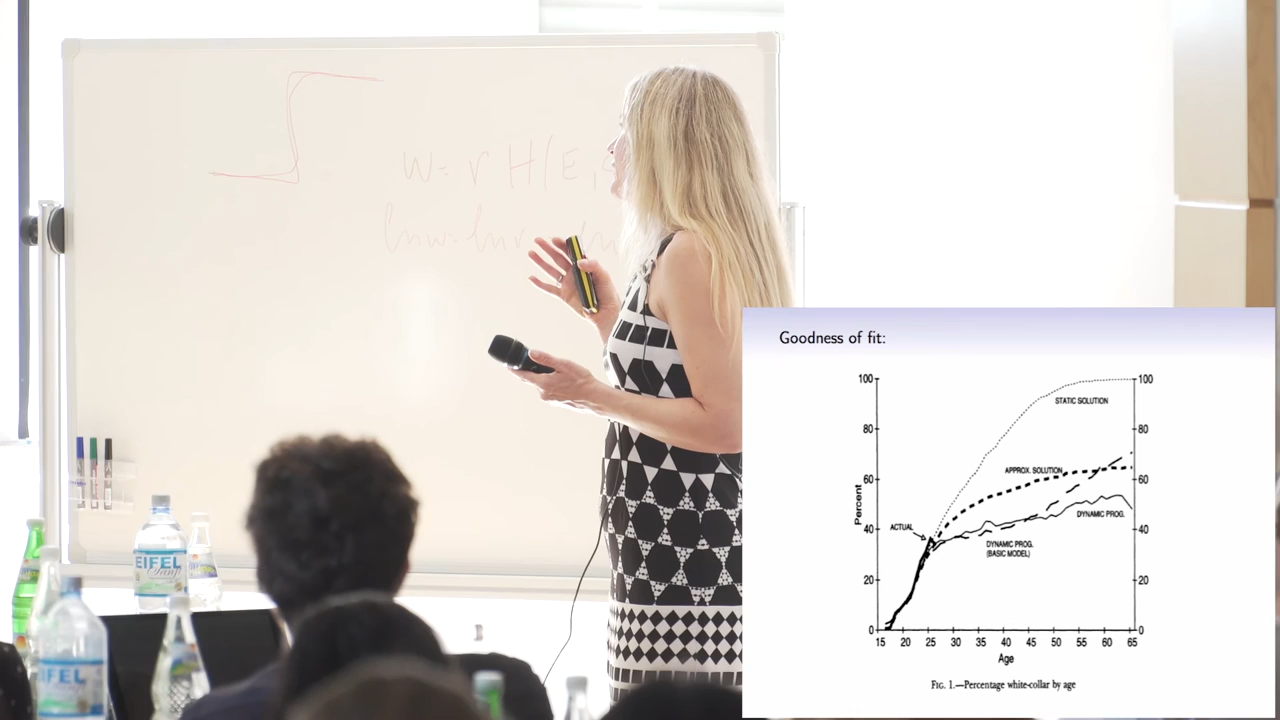 W = r H(E,
lnw = lnr
EIFEL
EIFEL
Goodness of fit:
100
80
60
40
20
0
Percent
100
80
60
40
20
0
STATIC SOLUTION
APPROX. SOLUTION
DYNAMIC PROG.
ACTUAL
DYNAMIC PROG.
(BASIC MODEL)
15 20 25 30 35 40 45 50 55 60 65
Age
FIG. 1.—Percentage white-collar by age